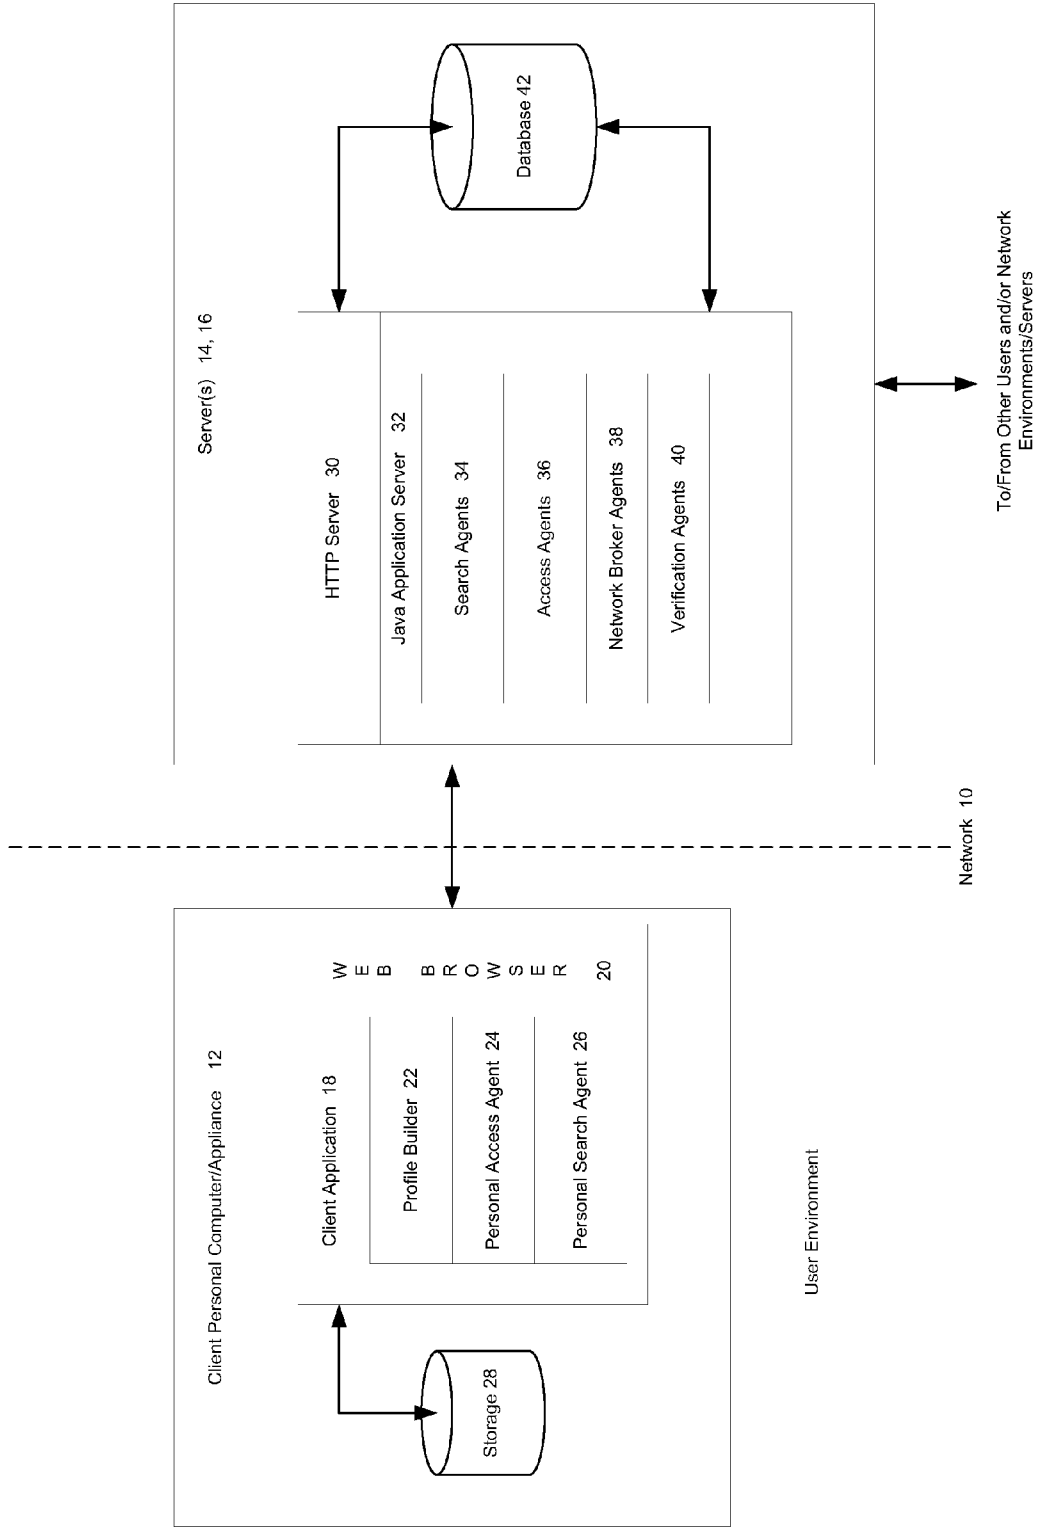 Client Personal Computer/Appliance 12
Client Application 18
Profile Builder 22
Personal Access Agent 24
Personal Search Agent 26
WEB BROWSER 20
Storage 28
User Environment
Network 10
Server(s) 14, 16
HTTP Server 30
Java Application Server 32
Search Agents 34
Access Agents 36
Network Broker Agents 38
Verification Agents 40
Database 42
To/From Other Users and/or Network
Environments/Servers